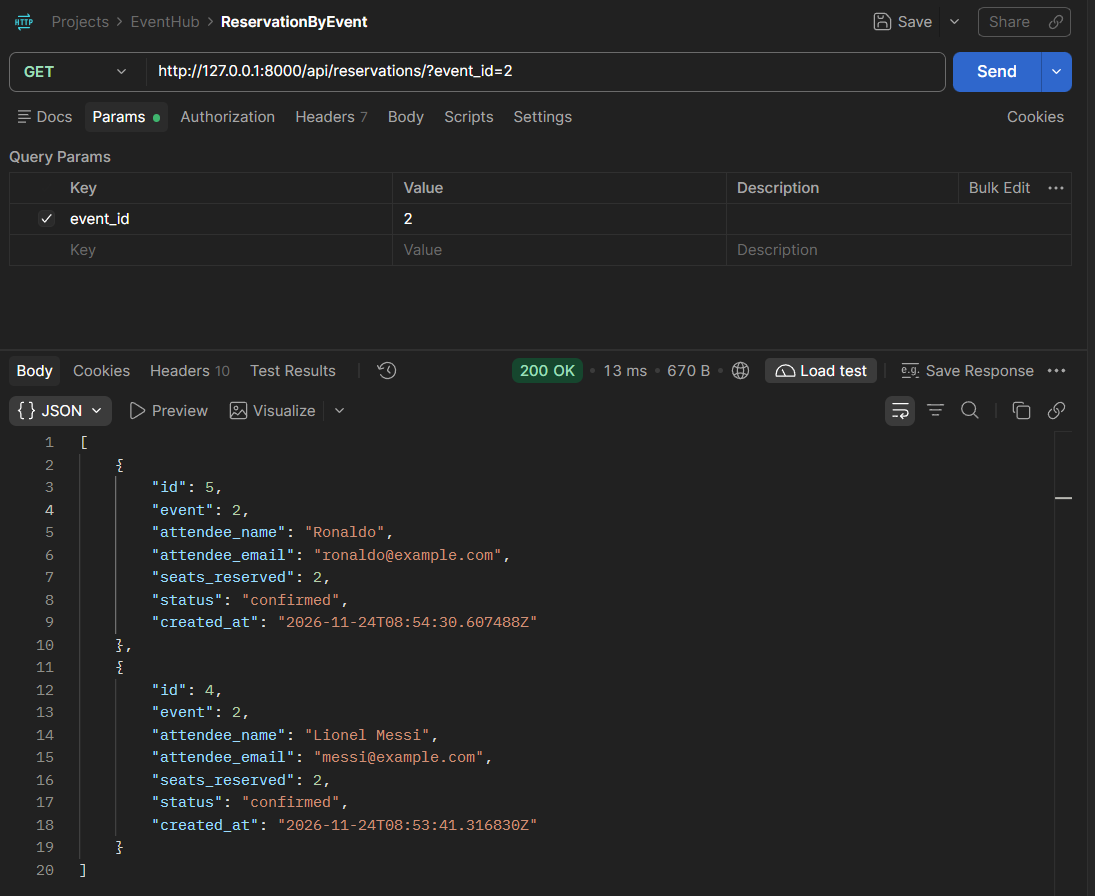 HTTP Projects > EventHub > ReservationByEvent Save Share
GET http://127.0.0.1:8000/api/reservations/?event_id=2 Send
Docs Params Authorization Headers 7 Body Scripts Settings Cookies
Query Params
Key Value Description Bulk Edit
event_id 2
Key Value Description
Body Cookies Headers 10 Test Results 200 OK 13 ms 670 B Load test e.g. Save Response
{} JSON Preview Visualize
1 [
2 {
3 "id": 5,
4 "event": 2,
5 "attendee_name": "Ronaldo",
6 "attendee_email": "ronaldo@example.com",
7 "seats_reserved": 2,
8 "status": "confirmed",
9 "created_at": "2026-11-24T08:54:30.607488Z"
10 },
11 {
12 "id": 4,
13 "event": 2,
14 "attendee_name": "Lionel Messi",
15 "attendee_email": "messi@example.com",
16 "seats_reserved": 2,
17 "status": "confirmed",
18 "created_at": "2026-11-24T08:53:41.316830Z"
19 }
20 ]